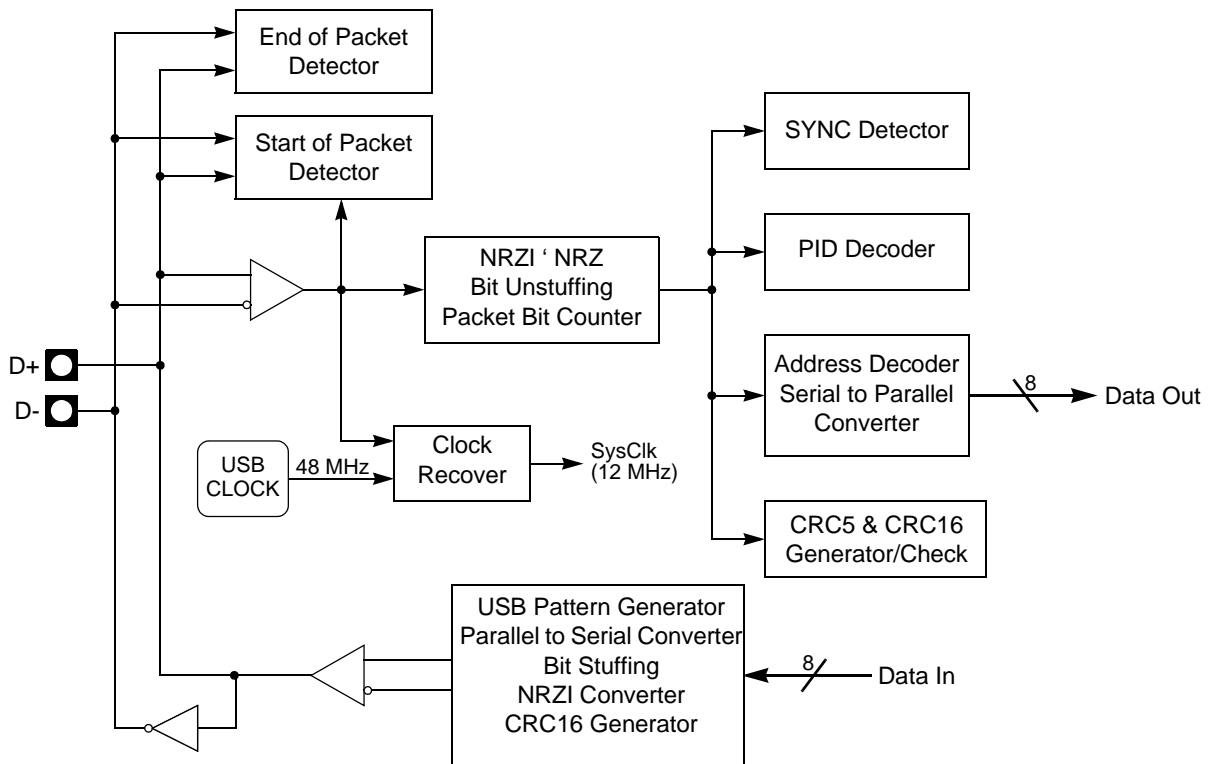 End of Packet
Detector
Start of Packet
Detector
SYNC Detector
NRZI ‘ NRZ
Bit Unstuffing
Packet Bit Counter
PID Decoder
D+
D-
Address Decoder
Serial to Parallel
Converter
8
Data Out
USB
CLOCK
48 MHz
Clock
Recover
SysClk
(12 MHz)
CRC5 & CRC16
Generator/Check
USB Pattern Generator
Parallel to Serial Converter
Bit Stuffing
NRZI Converter
CRC16 Generator
8
Data In